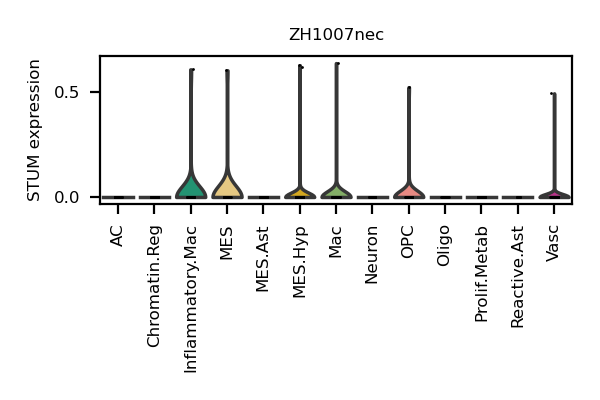 ZH1007nec
STUM expression
0.5
0.0
AC
Chromatin.Reg
Inflammatory.Mac
MES
MES.Ast
MES.Hyp
Mac
Neuron
OPC
Oligo
Prolif.Metab
Reactive.Ast
Vasc